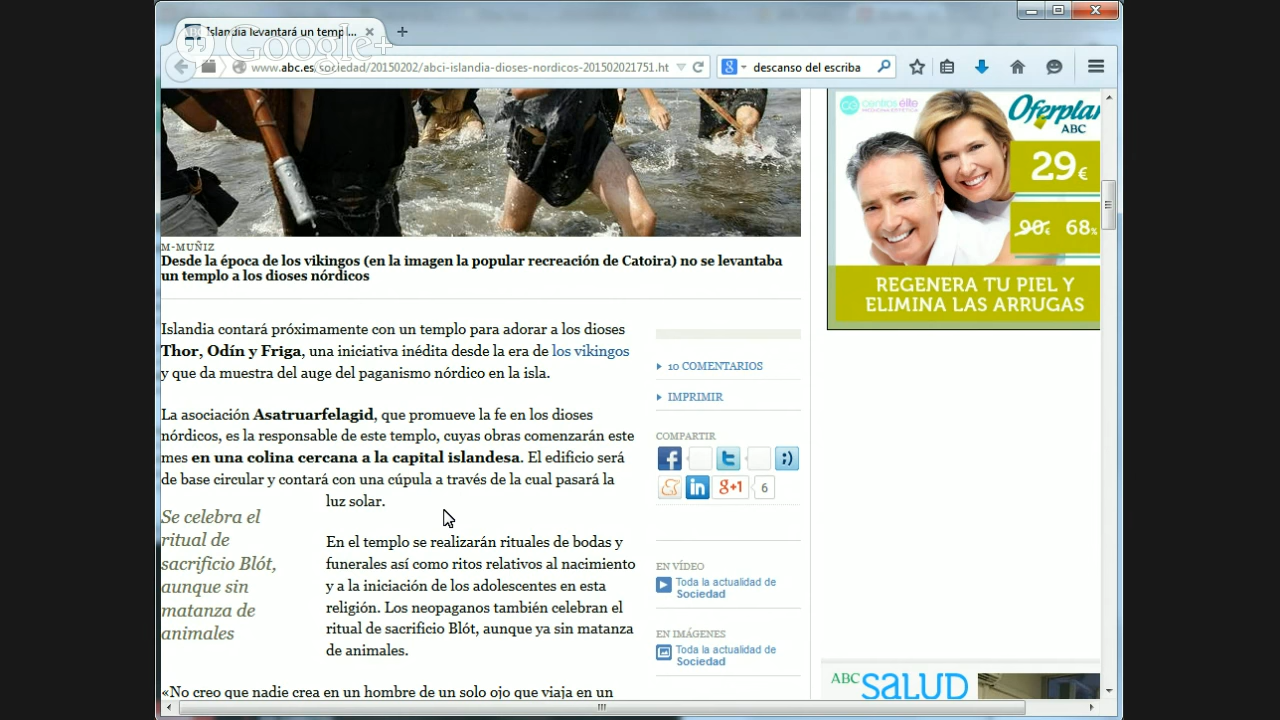 Islandia levantará un templ...
Google+
www.abc.es/sociedad/20150202/abci-islandia-dioses-nordicos-201502021751.ht
descanso del escriba
M-MUÑIZ
Desde la época de los vikingos (en la imagen la popular recreación de Catoira) no se levantaba
un templo a los dioses nórdicos
Islandia contará próximamente con un templo para adorar a los dioses
Thor, Odín y Friga, una iniciativa inédita desde la era de los vikingos
y que da muestra del auge del paganismo nórdico en la isla.
La asociación Asatruarfelagid, que promueve la fe en los dioses
nórdicos, es la responsable de este templo, cuyas obras comenzarán este
mes en una colina cercana a la capital islandesa. El edificio será
de base circular y contará con una cúpula a través de la cual pasará la
luz solar.
Se celebra el
ritual de
sacrificio Blót,
aunque sin
matanza de
animales
En el templo se realizarán rituales de bodas y
funerales así como ritos relativos al nacimiento
y a la iniciación de los adolescentes en esta
religión. Los neopaganos también celebran el
ritual de sacrificio Blót, aunque ya sin matanza
de animales.
«No creo que nadie crea en un hombre de un solo ojo que viaja en un
10 COMENTARIOS
IMPRIMIR
COMPARTIR
f
t
;)
in
g+1
6
EN VÍDEO
Toda la actualidad de
Sociedad
EN IMÁGENES
Toda la actualidad de
Sociedad
centros élite
Oferplan
ABC
29€
90€ 68%
REGENERA TU PIEL Y
ELIMINA LAS ARRUGAS
ABC SALUD